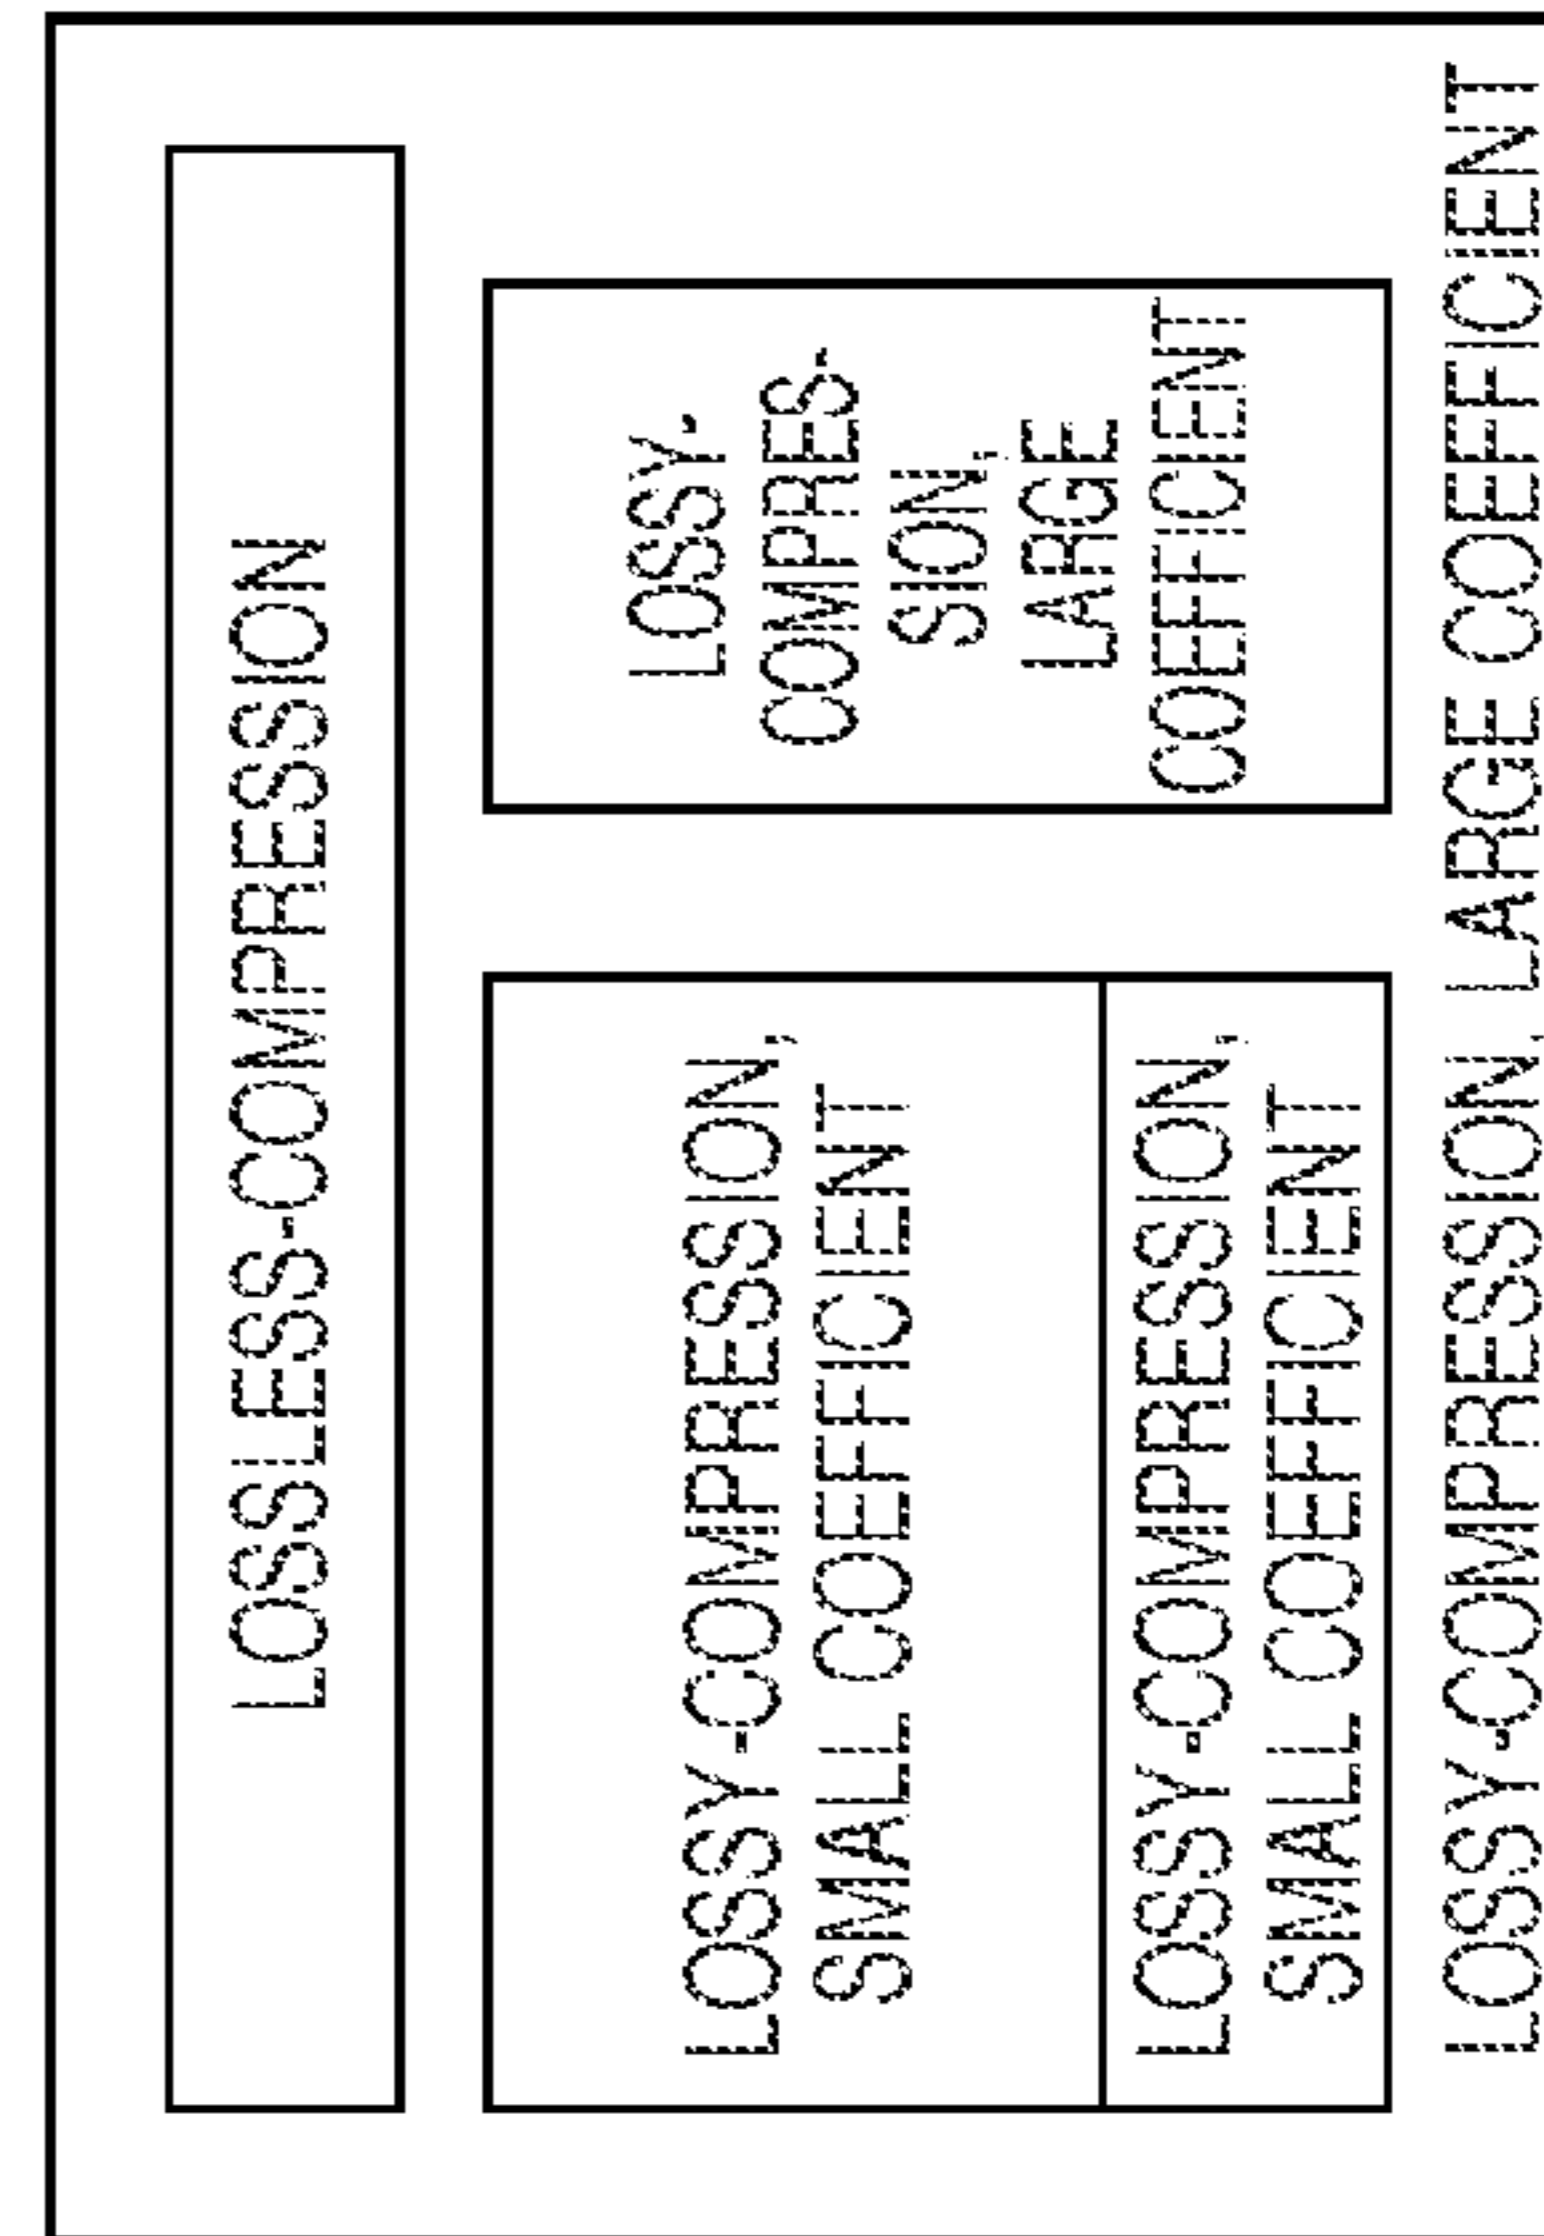 LOSSLESS-COMPRESSION
LOSSY-COMPRESSION,
SMALL COEFFICIENT
LOSSY-COMPRESSION,
SMALL COEFFICIENT
LOSSY-
COMPRES-
SION,
LARGE
COEFFICIENT
LOSSY-COMPRESSION, LARGE COEFFICIENT